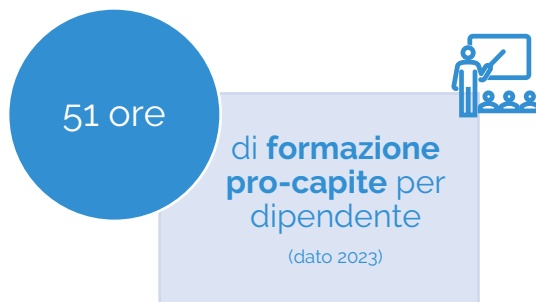 51 ore
di formazione
pro-capite per
dipendente
(dato 2023)